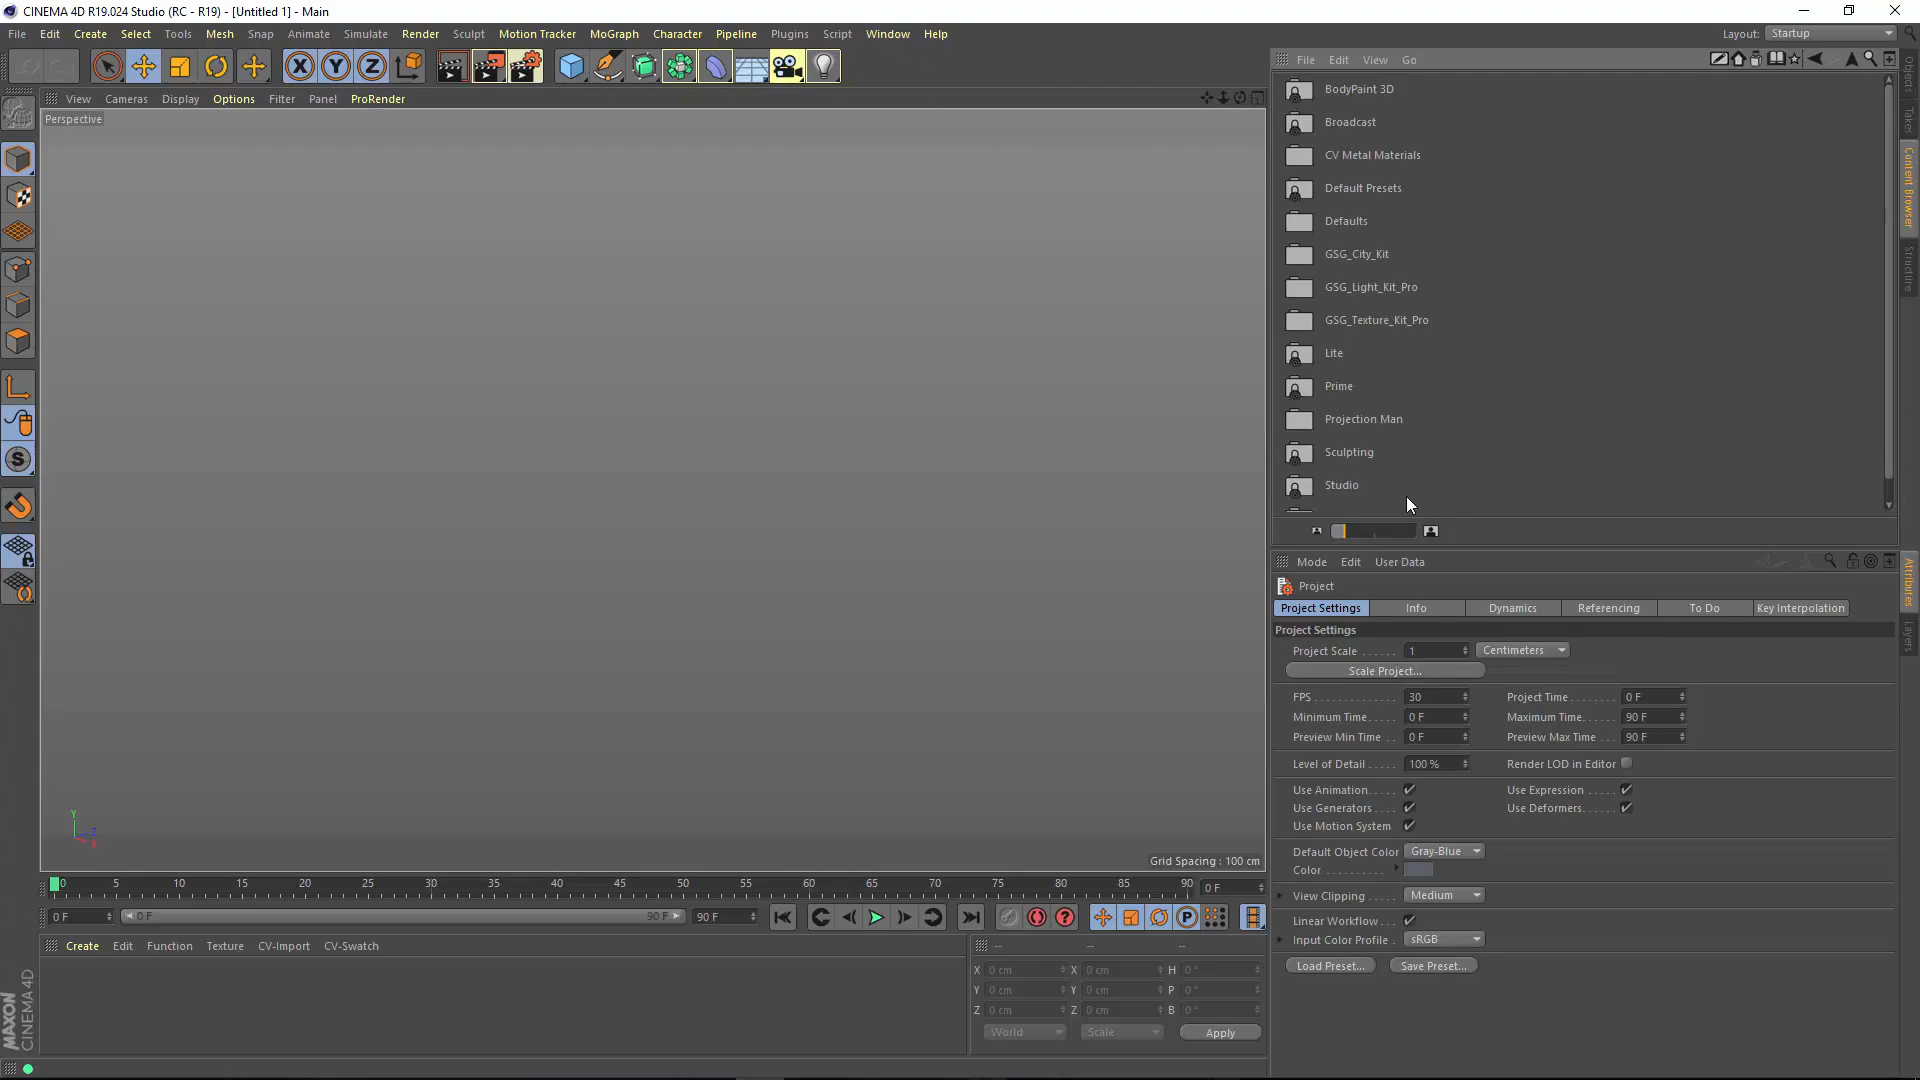 CINEMA 4D R19.024 Studio (RC - R19) - [Untitled 1] - Main
File Edit Create Select Tools Mesh Snap Animate Simulate Render Sculpt Motion Tracker MoGraph Character Pipeline Plugins Script Window Help Layout: Startup
X Y Z
File Edit View Go
View Cameras Display Options Filter Panel ProRender
Perspective
BodyPaint 3D
Broadcast
CV Metal Materials
Default Presets
Defaults
GSG_City_Kit
GSG_Light_Kit_Pro
GSG_Texture_Kit_Pro
Lite
Prime
Projection Man
Sculpting
Studio
Objects
Takes
Content Browser
Structure
Mode Edit User Data
Project
Project Settings Info Dynamics Referencing To Do Key Interpolation
Project Settings
Project Scale ...... 1 Centimeters
Scale Project...
FPS ............ 30 Project Time ........ 0 F
Minimum Time ..... 0 F Maximum Time..... 90 F
Preview Min Time .. 0 F Preview Max Time ... 90 F
Level of Detail ..... 100 % Render LOD in Editor
Use Animation.... Use Expression .....
Use Generators .... Use Deformers......
Use Motion System
Default Object Color Gray-Blue
Color ..........
View Clipping ..... Medium
Linear Workflow ...
Input Color Profile . sRGB
Load Preset... Save Preset...
Attributes
Layers
Y
Z
X
Grid Spacing : 100 cm
0 5 10 15 20 25 30 35 40 45 50 55 60 65 70 75 80 85 90 0 F
0 F 0 F 90 F 90 F
P
S
Create Edit Function Texture CV-Import CV-Swatch
-- -- --
X 0 cm X 0 cm H 0 °
Y 0 cm Y 0 cm P 0 °
Z 0 cm Z 0 cm B 0 °
World Scale Apply
MAXON
CINEMA 4D